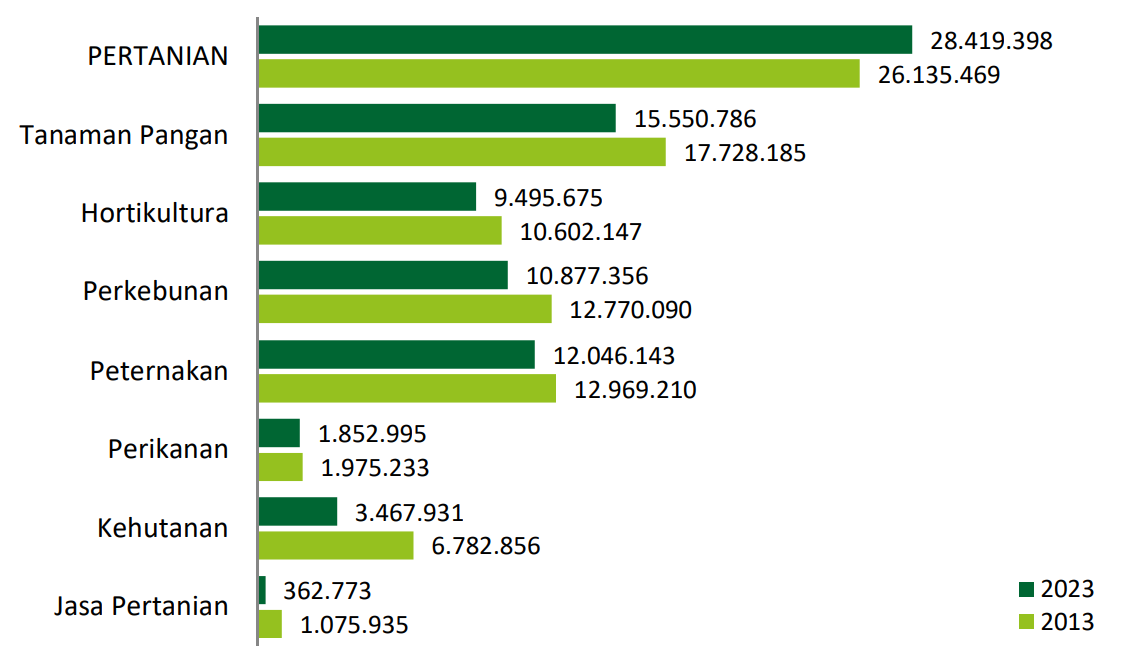 PERTANIAN
28.419.398
26.135.469
Tanaman Pangan
15.550.786
17.728.185
Hortikultura
9.495.675
10.602.147
Perkebunan
10.877.356
12.770.090
Peternakan
12.046.143
12.969.210
Perikanan
1.852.995
1.975.233
Kehutanan
3.467.931
6.782.856
Jasa Pertanian
362.773
1.075.935
2023
2013